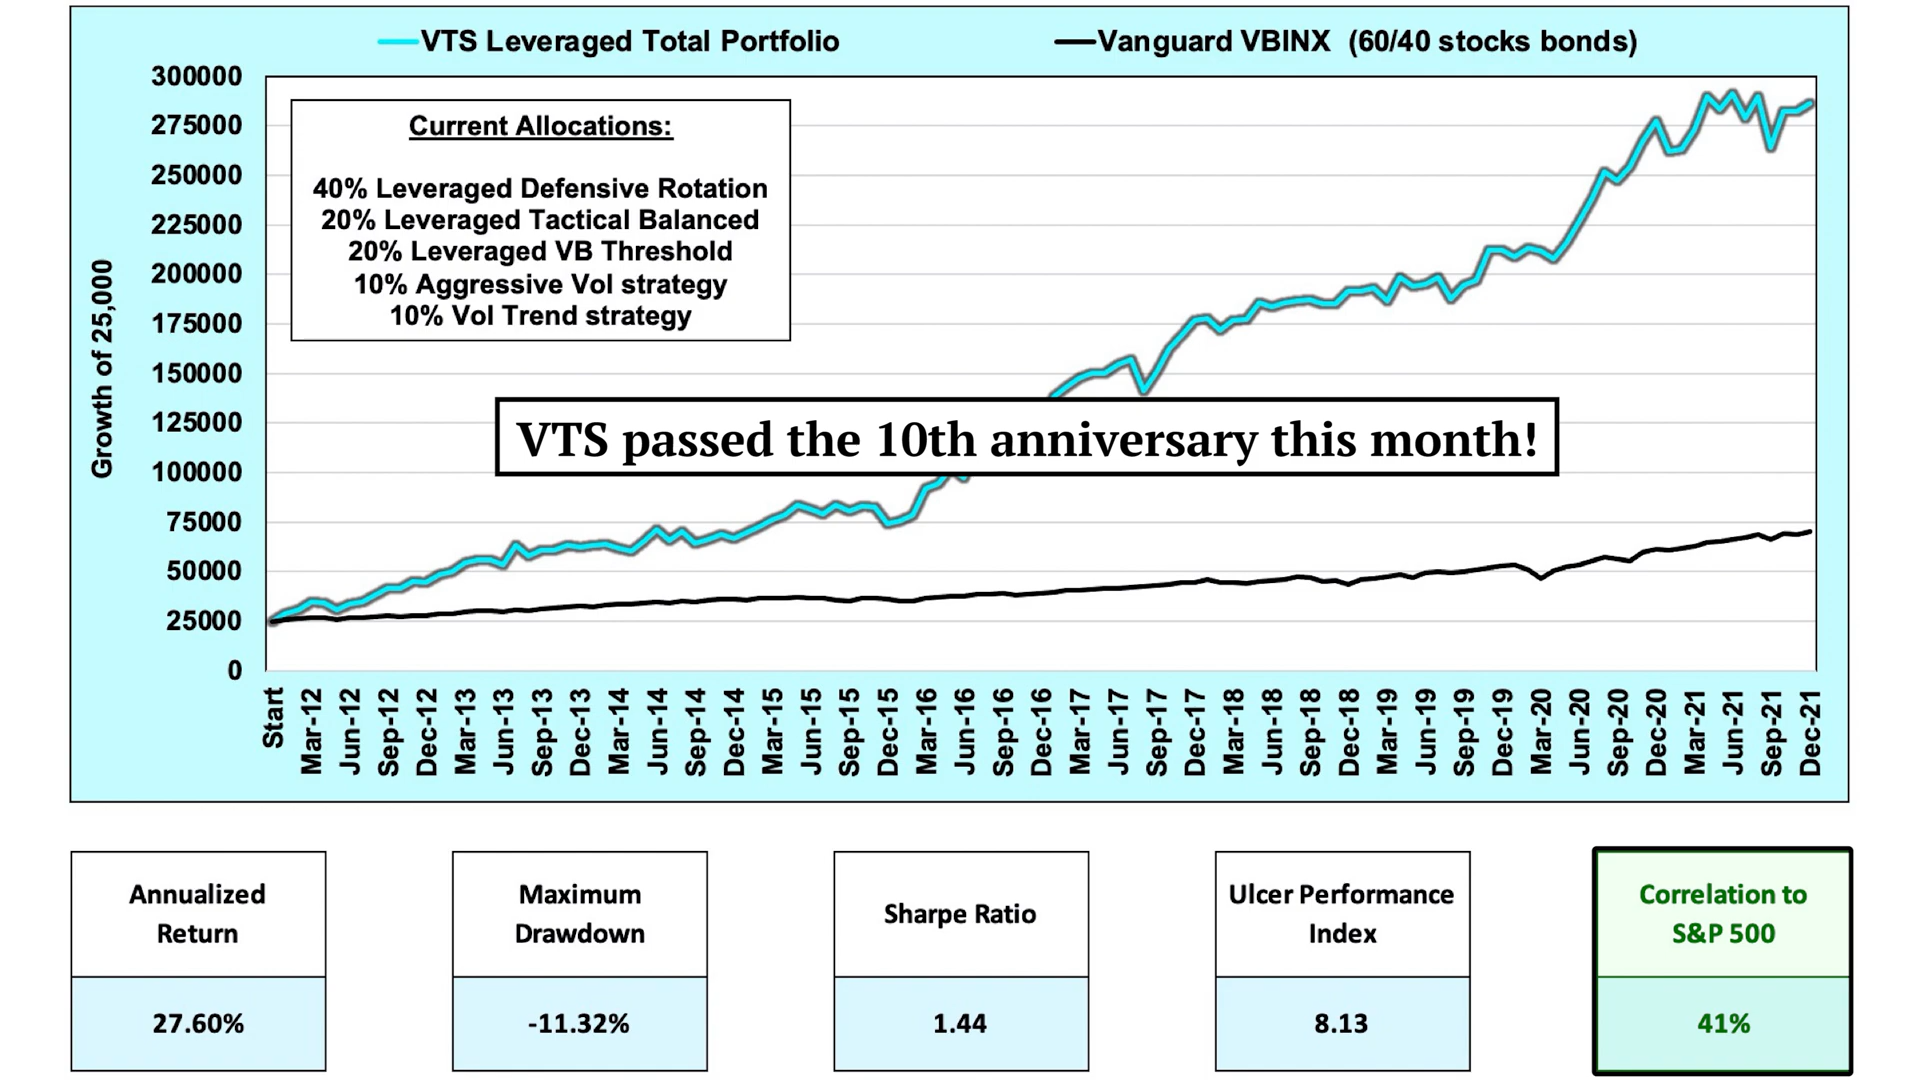 VTS Leveraged Total Portfolio
Vanguard VBINX (60/40 stocks bonds)
300000
275000
250000
225000
200000
175000
150000
125000
100000
75000
50000
25000
0
Growth of 25,000
Current Allocations:
40% Leveraged Defensive Rotation
20% Leveraged Tactical Balanced
20% Leveraged VB Threshold
10% Aggressive Vol strategy
10% Vol Trend strategy
VTS passed the 10th anniversary this month!
Start
Mar-12
Jun-12
Sep-12
Dec-12
Mar-13
Jun-13
Sep-13
Dec-13
Mar-14
Jun-14
Sep-14
Dec-14
Mar-15
Jun-15
Sep-15
Dec-15
Mar-16
Jun-16
Sep-16
Dec-16
Mar-17
Jun-17
Sep-17
Dec-17
Mar-18
Jun-18
Sep-18
Dec-18
Mar-19
Jun-19
Sep-19
Dec-19
Mar-20
Jun-20
Sep-20
Dec-20
Mar-21
Jun-21
Sep-21
Dec-21
Annualized
Return
27.60%
Maximum
Drawdown
-11.32%
Sharpe Ratio
1.44
Ulcer Performance
Index
8.13
Correlation to
S&P 500
41%